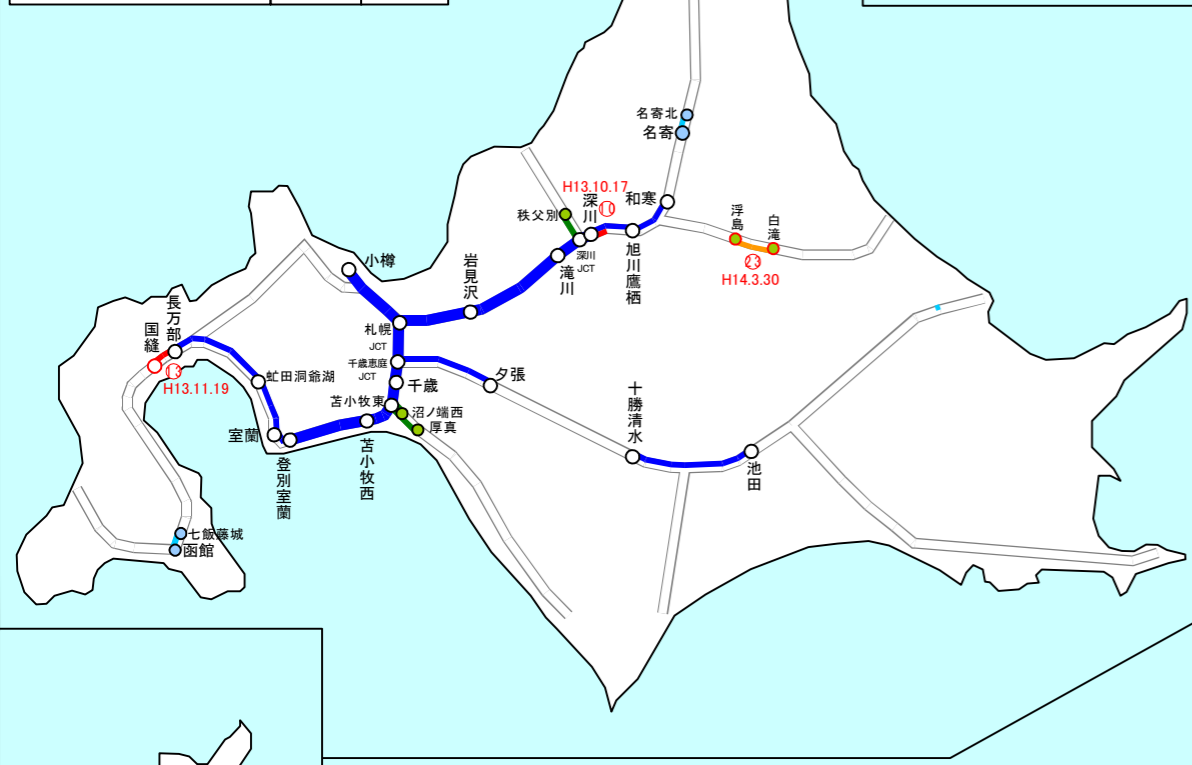 名寄北
名寄
H13.10.17
深川
10
和寒
秩父別
深川
JCT
旭川鷹栖
浮島
白滝
23
H14.3.30
滝川
岩見沢
小樽
札幌
JCT
千歳恵庭
JCT
千歳
夕張
長万部
国縫
13
H13.11.19
虻田洞爺湖
苫小牧東
沼ノ端西
厚真
室蘭
登別室蘭
苫小牧西
十勝清水
池田
七飯藤城
函館